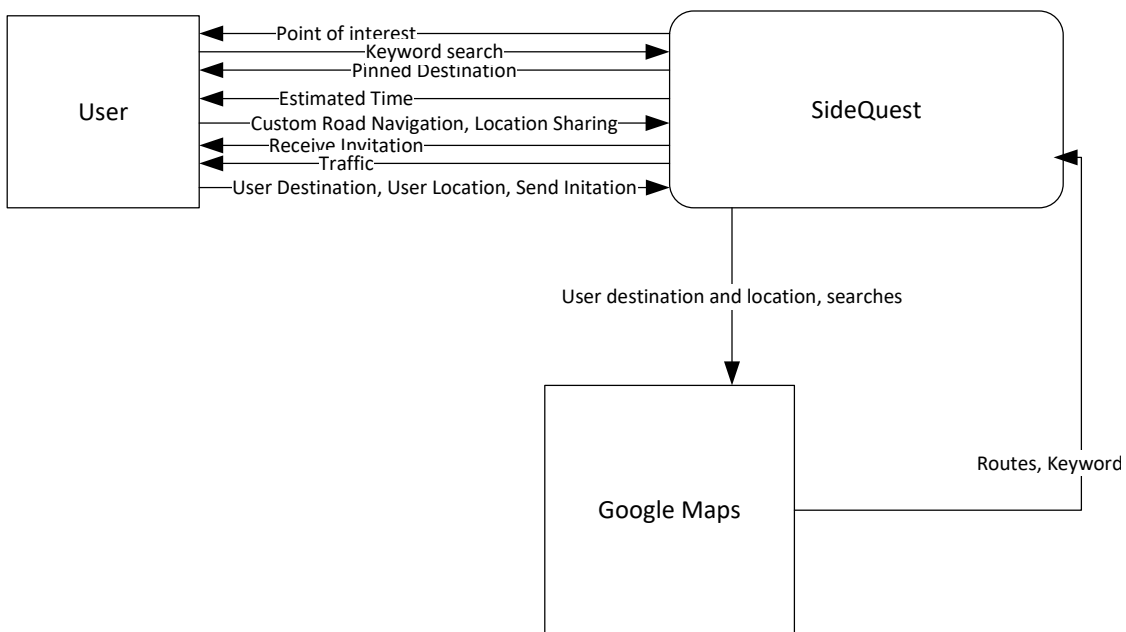 Point of interest
Keyword search
Pinned Destination
User
SideQuest
Estimated Time
Custom Road Navigation, Location Sharing
Receive Invitation
Traffic
User Destination, User Location, Send Initation
User destination and location, searches
Routes, Keyword
Google Maps